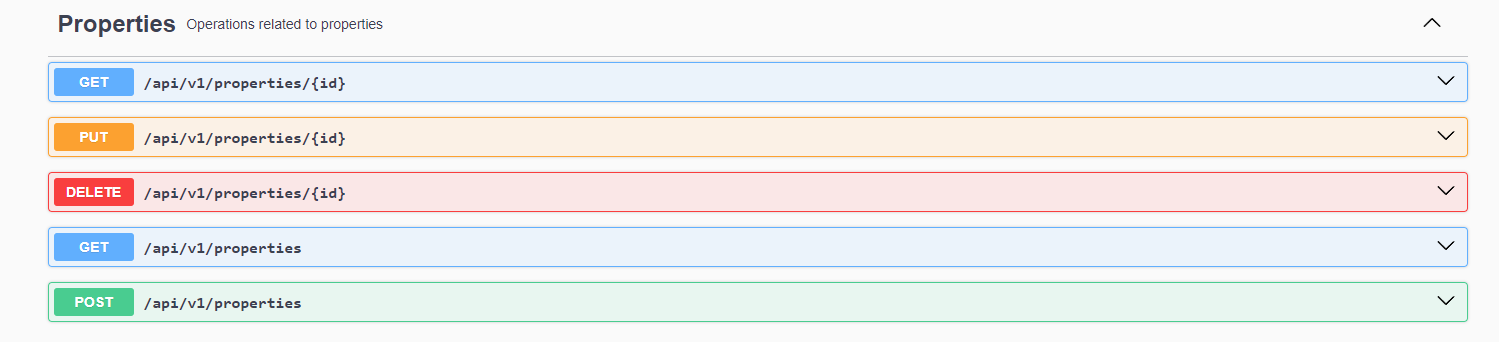 Properties Operations related to properties
GET /api/v1/properties/{id}
PUT /api/v1/properties/{id}
DELETE /api/v1/properties/{id}
GET /api/v1/properties
POST /api/v1/properties